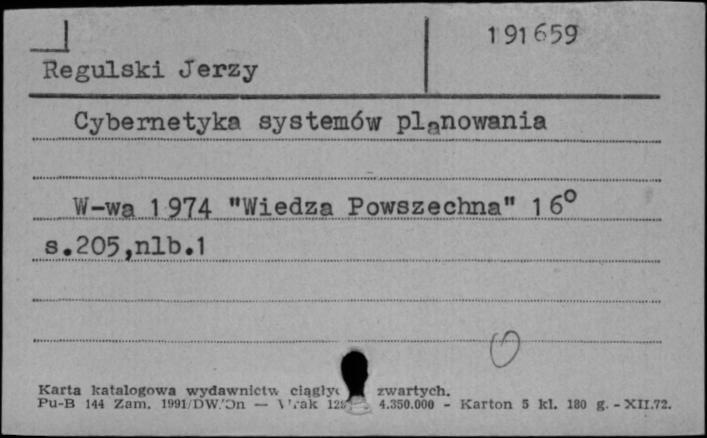 191659
Regulski Jerzy
Cybernetyka systemów planowania
W-wa 1974 "Wiedza Powszechna" 16°
s.205,nlb.1
Karta katalogowa wydawnictw zwartych.
Pu-B 144 Zam. 1991/DW. 4.350.000 - Karton 5 kl. 180 g. - XII.72.